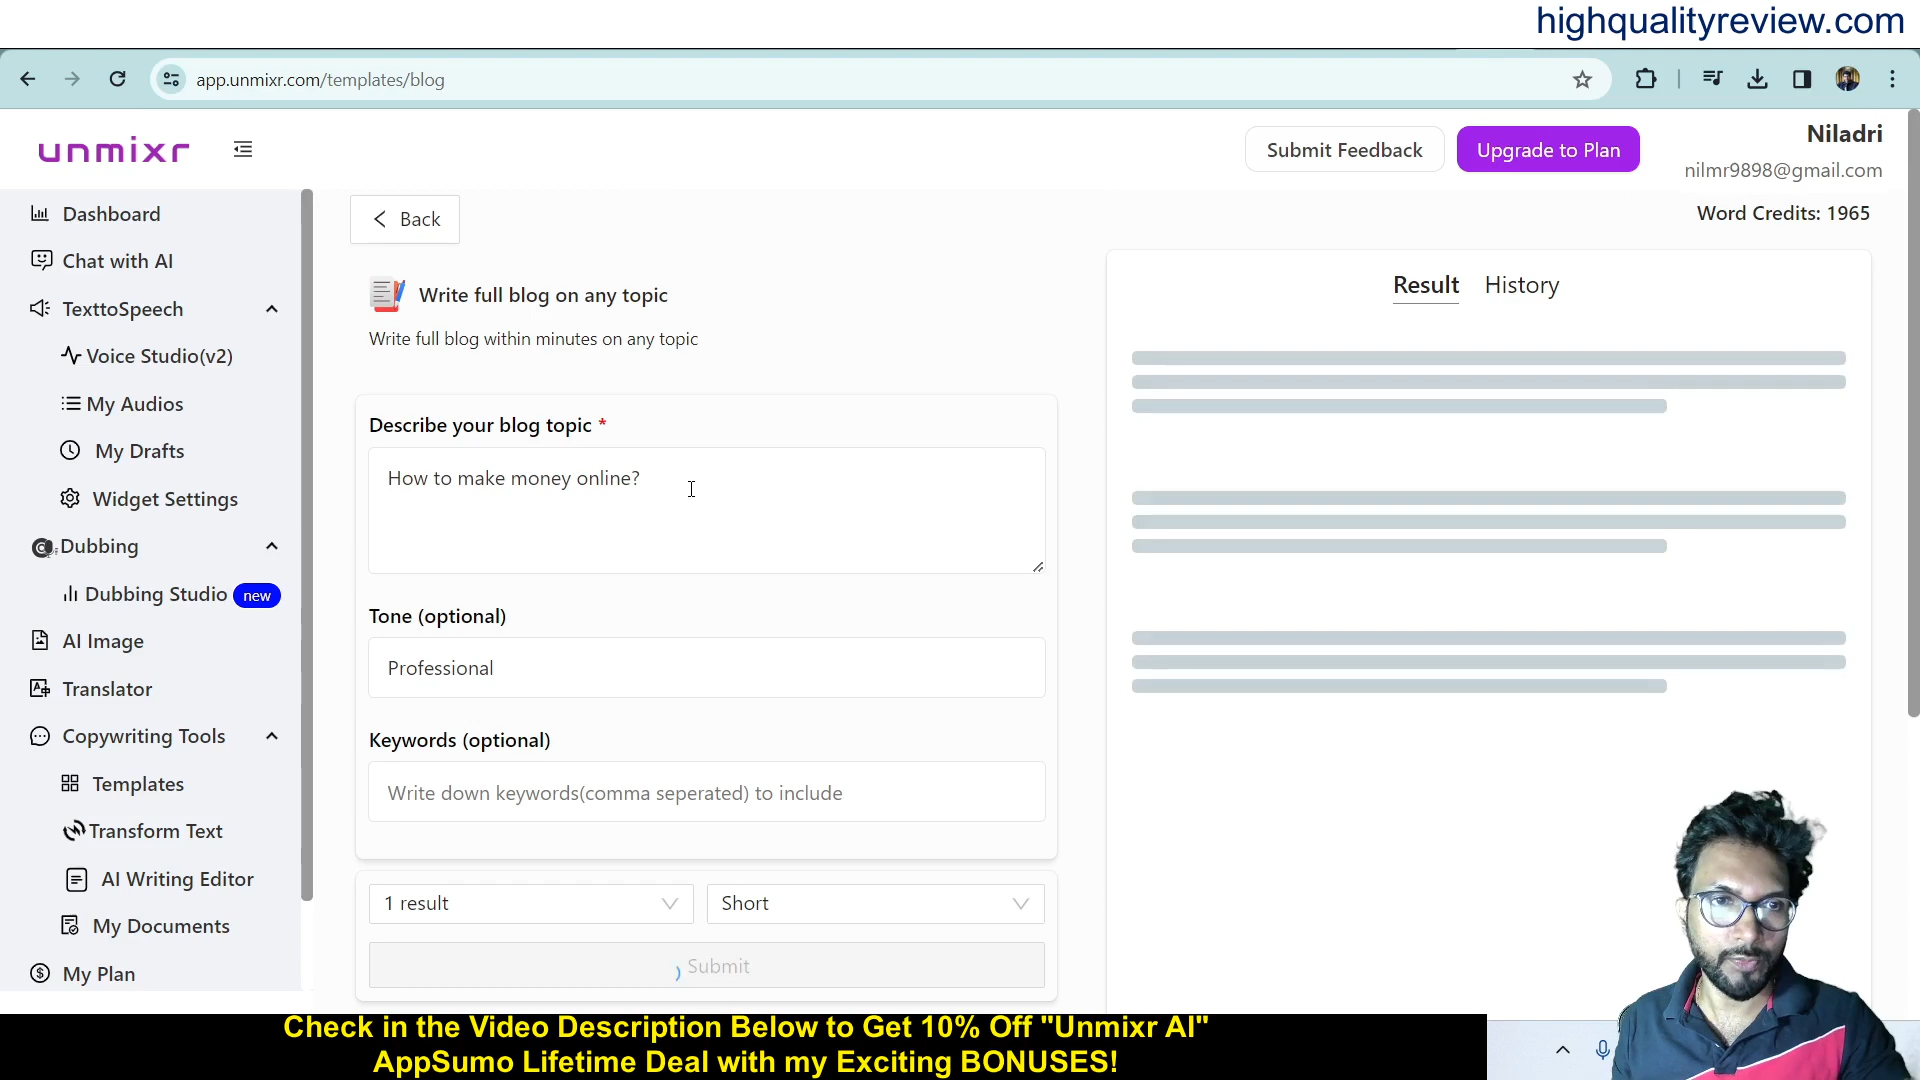 highqualityreview.com
app.unmixr.com/templates/blog
unmixr
Submit Feedback
Upgrade to Plan
Niladri
nilmr9898@gmail.com
Word Credits: 1965
Dashboard
Chat with AI
TexttoSpeech
Voice Studio(v2)
My Audios
My Drafts
Widget Settings
Dubbing
Dubbing Studio new
AI Image
Translator
Copywriting Tools
Templates
Transform Text
AI Writing Editor
My Documents
My Plan
Back
Write full blog on any topic
Write full blog within minutes on any topic
Describe your blog topic *
How to make money online?
Tone (optional)
Professional
Keywords (optional)
Write down keywords(comma seperated) to include
1 result
Short
Submit
Result
History
Check in the Video Description Below to Get 10% Off "Unmixr AI"
AppSumo Lifetime Deal with my Exciting BONUSES!